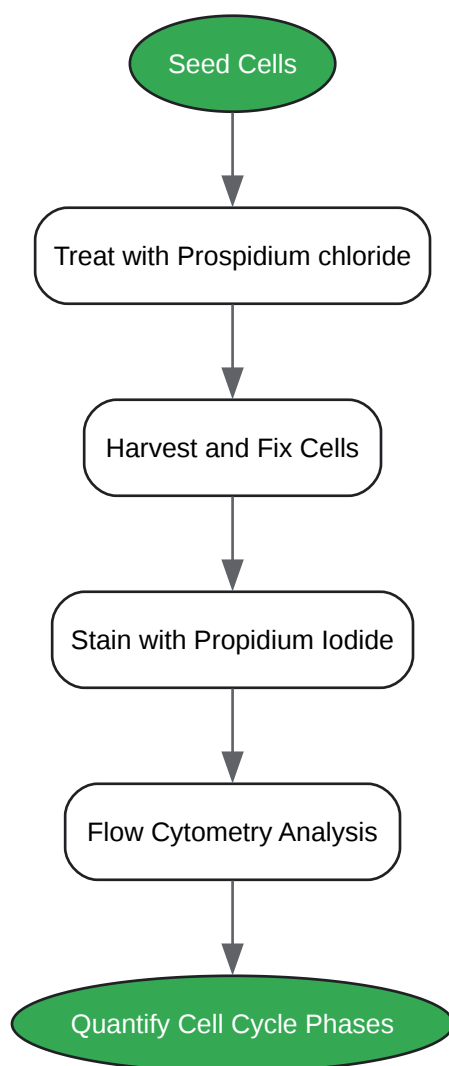 Seed Cells
Treat with Prospidium chloride
Harvest and Fix Cells
Stain with Propidium Iodide
Flow Cytometry Analysis
Quantify Cell Cycle Phases